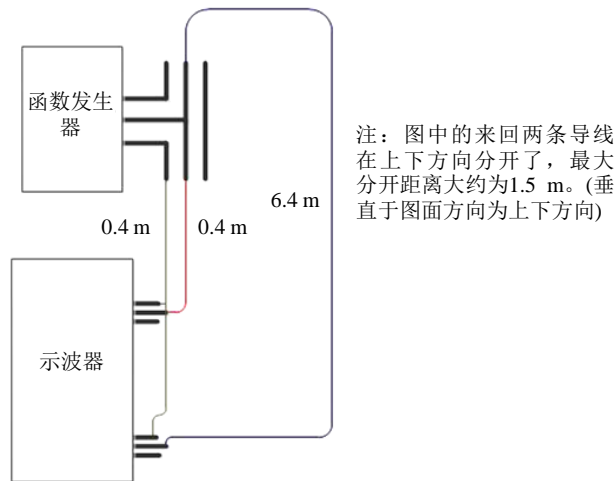 函数发生
器
注：图中的来回两条导线
在上下方向分开了，最大
分开距离大约为1.5 m。(垂
直于图面方向为上下方向)
6.4 m
0.4 m
0.4 m
示波器